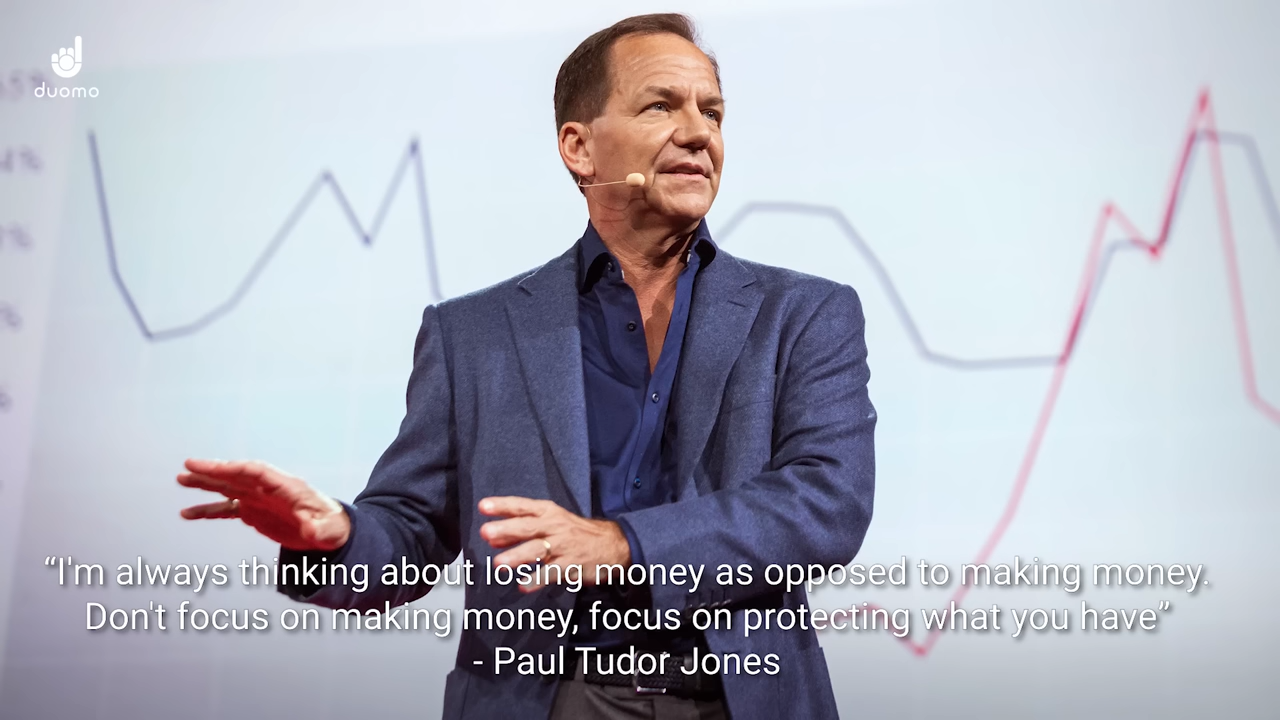 duomo
4%
“I'm always thinking about losing money as opposed to making money.
Don't focus on making money, focus on protecting what you have”
- Paul Tudor Jones